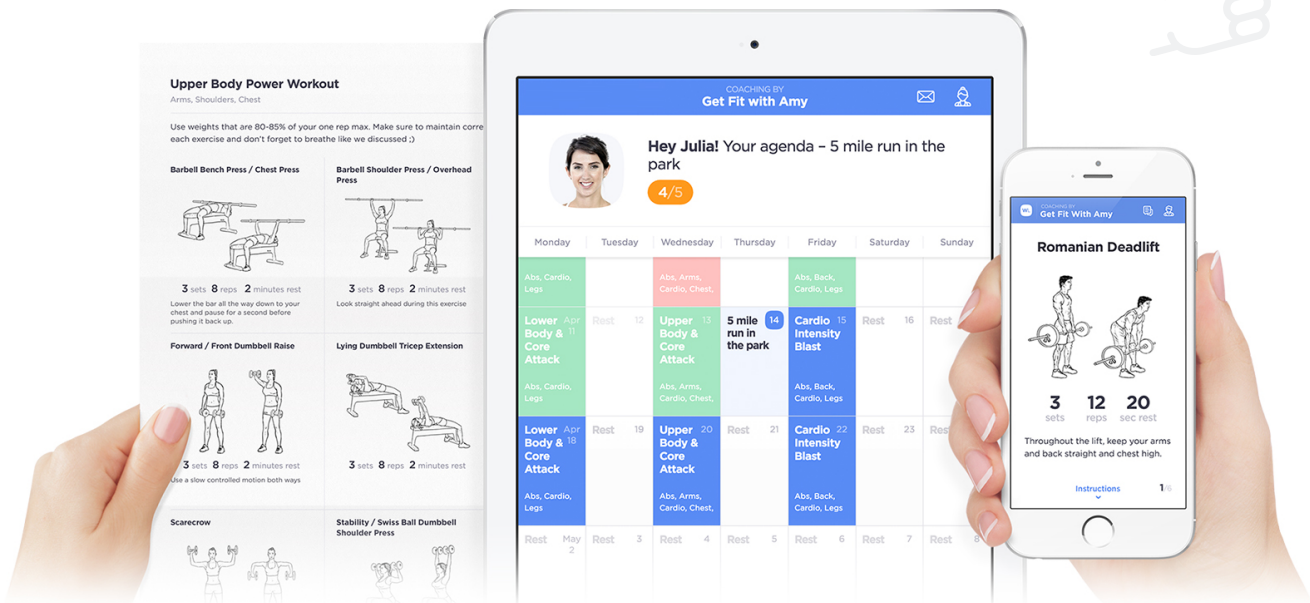 Upper Body Power Workout
Arms, Shoulders, Chest
Use weights that are 80-85% of your one rep max. Make sure to maintain
each exercise and don't forget to breathe like we discussed ;)
Barbell Bench Press / Chest Press
3 sets 8 reps 2 minutes rest
Lower the bar all the way down to your
chest and pause for a second before
pushing it back up.
Barbell Shoulder Press / Overhead
Press
3 sets 8 reps 2 minutes rest
Look straight ahead during this exercise
Forward / Front Dumbbell Raise
3 sets 8 reps 2 minutes rest
Use a slow controlled motion both ways
Lying Dumbbell Tricep Extension
3 sets 8 reps 2 minutes rest
Scarecrow
Stability / Swiss Ball Dumbbell
Shoulder Press
COACHING BY
Get Fit with Amy
Hey Julia! Your agenda – 5 mile run in the
park
4/5
Monday Tuesday Wednesday Thursday Friday Saturday Sunday
Abs, Cardio,
Legs
Abs, Arms,
Cardio, Chest,
Abs, Back,
Cardio, Legs
Lower Apr
Body & 11
Core
Attack
Abs, Cardio,
Legs
Rest 12
Upper 13
Body &
Core
Attack
Abs, Arms,
Cardio, Chest,
5 mile 14
run in
the park
Cardio 15
Intensity
Blast
Abs, Back,
Cardio, Legs
Rest 16
Rest
Lower Apr
Body & 18
Core
Attack
Abs, Cardio,
Legs
Rest 19
Upper 20
Body &
Core
Attack
Abs, Arms,
Cardio, Chest,
Rest 21
Cardio 22
Intensity
Blast
Abs, Back,
Cardio, Legs
Rest 23
Rest May
2
Rest 3
Rest 4
Rest 5
Rest 6
Rest 7
Rest 8
COACHING BY
Get Fit With Amy
Romanian Deadlift
3 12 20
sets reps sec rest
Throughout the lift, keep your arms
and back straight and chest high.
Instructions